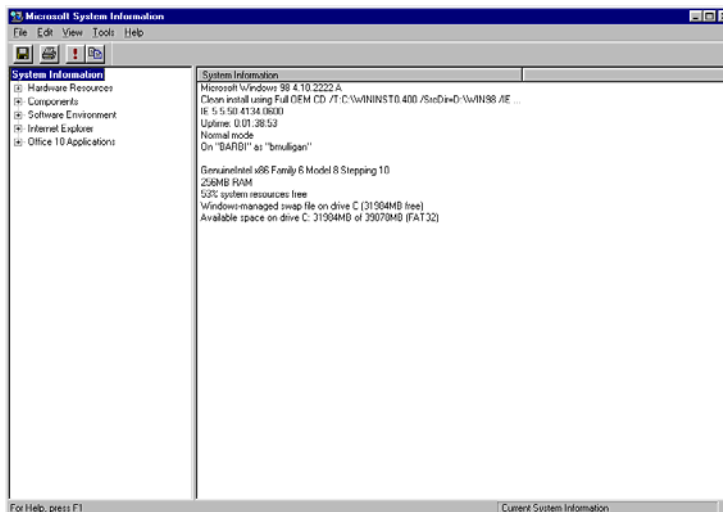 Microsoft System Information
File Edit View Tools Help
System Information
Hardware Resources
Components
Software Environment
Internet Explorer
Office 10 Applications
System Information
Microsoft Windows 98 4.10.2222 A
Clean install using Full OEM CD /T:C:\WININST0.400 /SrcDir=D:\WIN98 /IE ...
IE 5 5.50.4134.0600
Uptime: 0:01:38:53
Normal mode
On "BARBI" as "bmulligan"
GenuineIntel x86 Family 6 Model 8 Stepping 10
256MB RAM
53% system resources free
Windows-managed swap file on drive C (31984MB free)
Available space on drive C: 31984MB of 39078MB (FAT32)
For Help, press F1
Current System Information